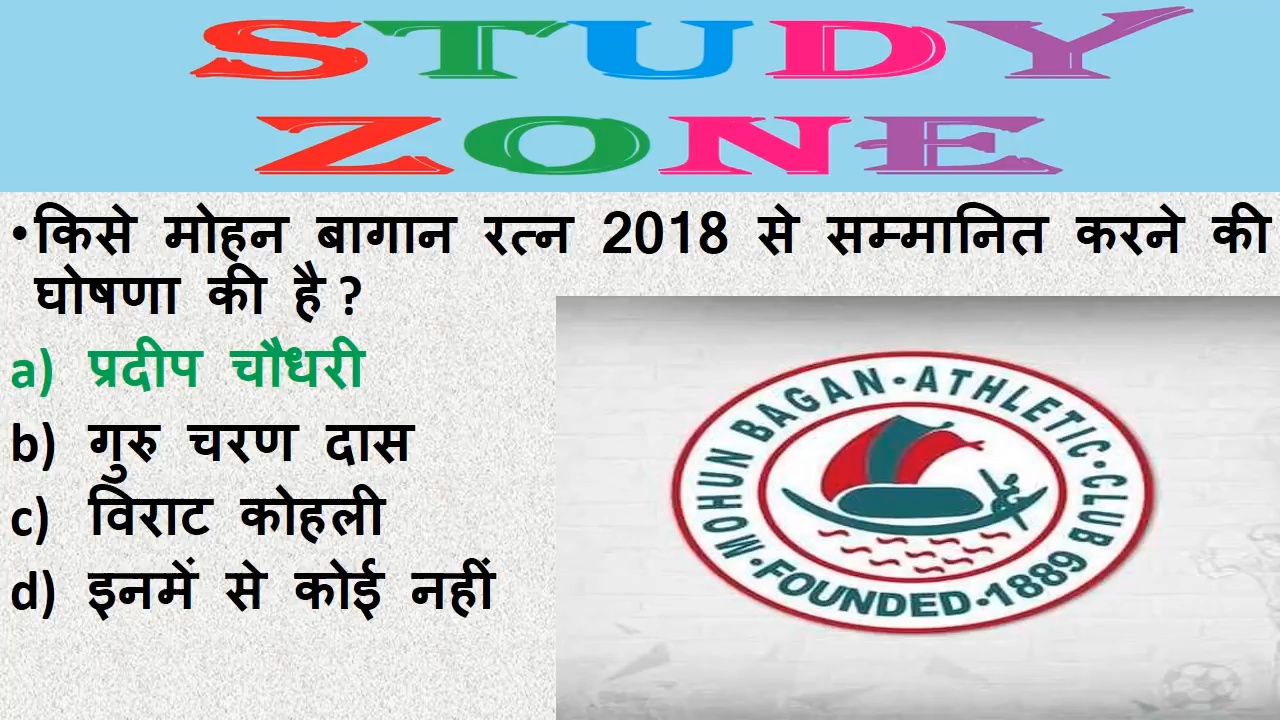 STUDY
ZONE
•किसे मोहन बागान रत्न 2018 से सम्मानित करने की
घोषणा की है ?
a) प्रदीप चौधरी
b) गुरु चरण दास
c) विराट कोहली
d) इनमें से कोई नहीं
MOHUN BAGAN • ATHLETIC • CLUB
• FOUNDED • 1889